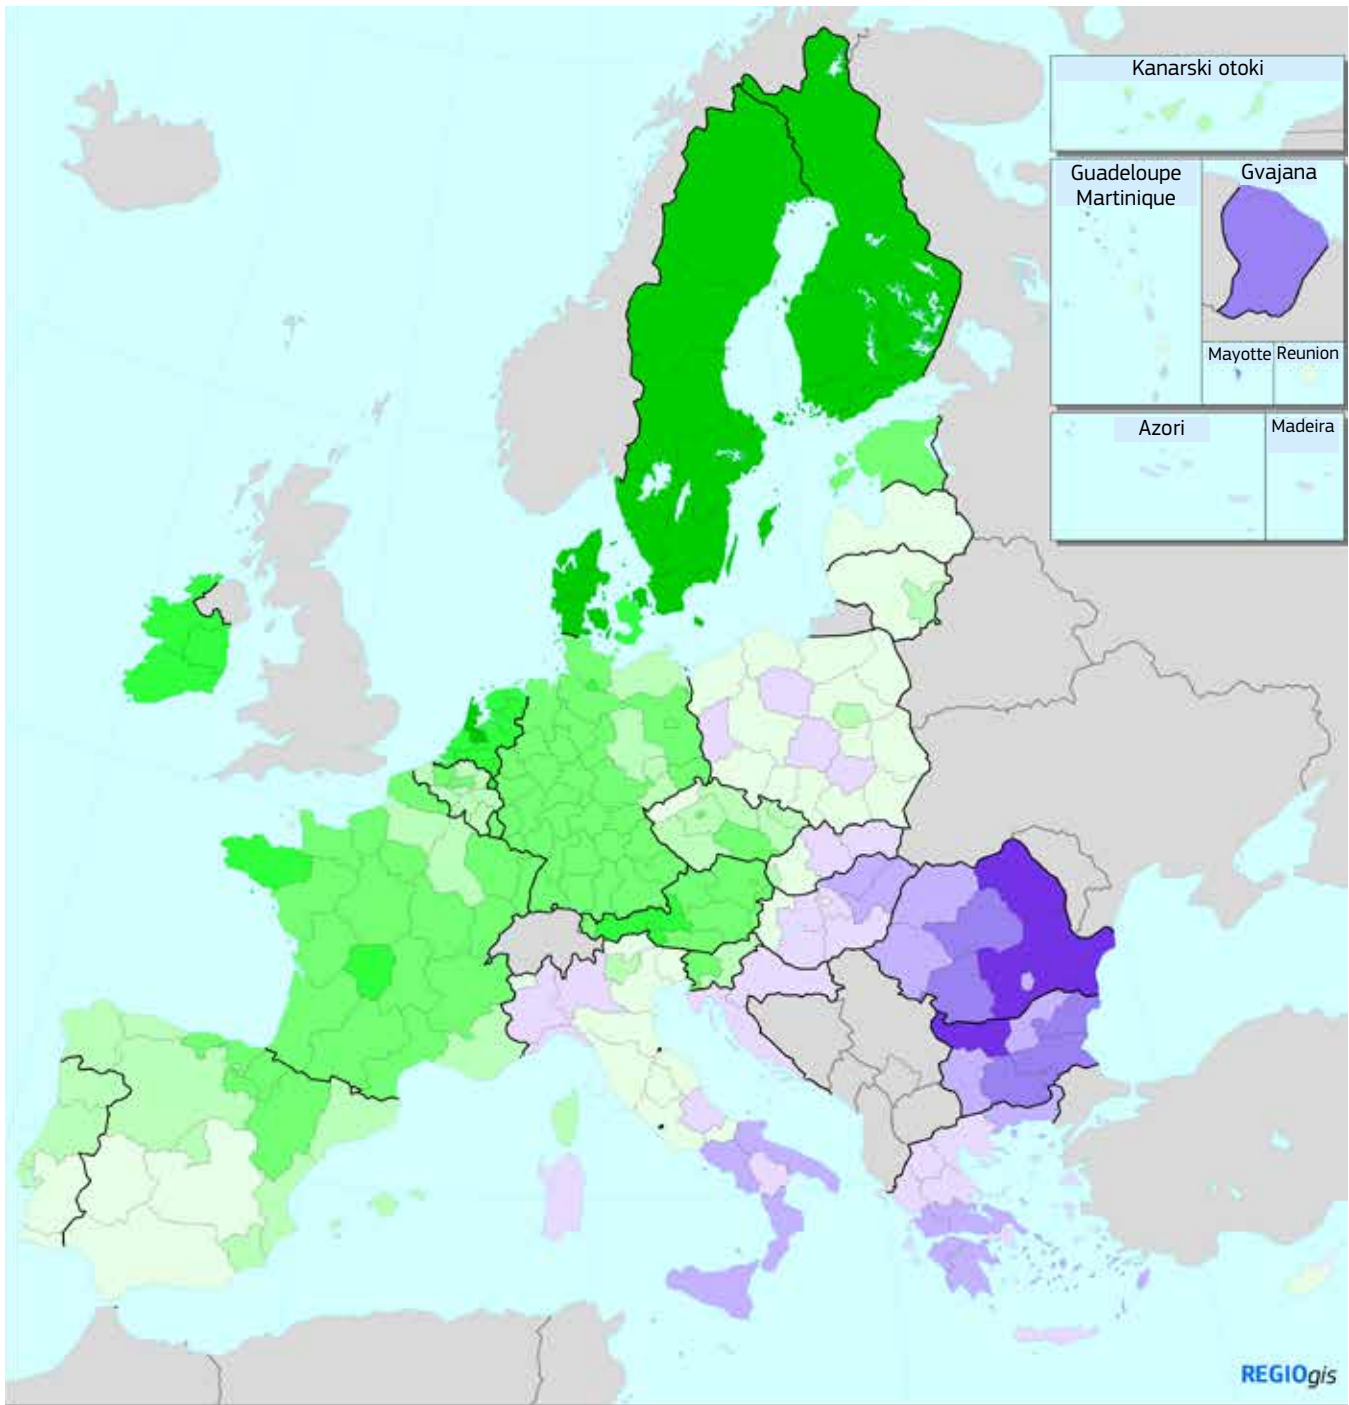 Kanarski otoki
Guadeloupe
Martinique
Gvajana
Mayotte
Reunion
Azori
Madeira
REGIOgis